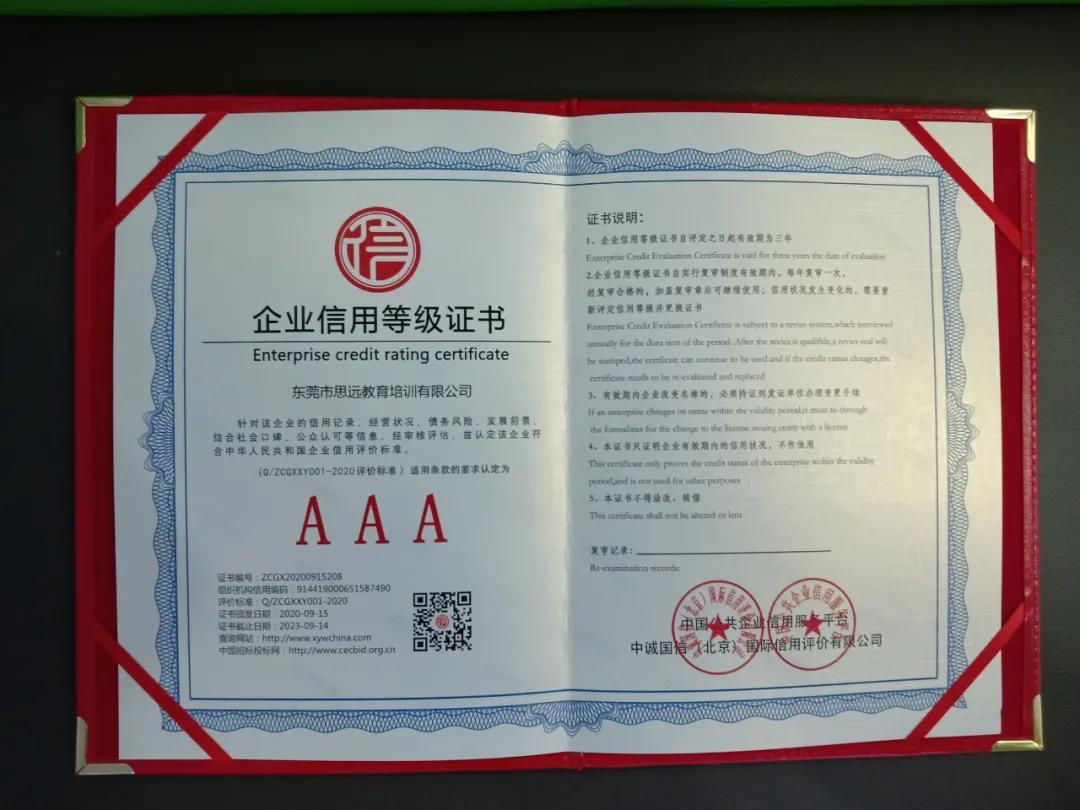 信
企业信用等级证书
Enterprise credit rating certificate
东莞市思远教育培训有限公司
针对该企业的信用记录、经营状况、债务风险、发展前景、
结合社会口碑、公众认可等信息、经审核评估、兹认定该企业符
合中华人民共和国企业信用评价标准。
(Q/ZCGXXY001-2020评价标准）适用条款的要求认定为
AAA
证书编号：ZCGX20200915208
组织机构信用编码：914419000651587490
评价标准：Q/ZCGXXY001-2020
证书颁发日期：2020-09-15
证书截止日期：2023-09-14
查询网站：http://www.xywchina.com
中国招标投标网：http://www.cecbid.org.cn
证书说明：
1、企业信用等级证书自评定之日起有效期为三年
Enterprise Credit Evaluation Certificate is vaid for three years the date of evaluation
2.企业信用等级证书自实行复审制度有效期内，每年复审一次，
经复审合格的，加盖复审章后可继续使用；信用状况发生变化的，需要重
新评定信用等级并更换证书
Enterprise Credit Evaluation Certificate is subject to a revies system,which isreviewed
annually for the dura tion of the period .After the revies is qualifide,a revies seal will
be stamped,the certficate can continue to be used and if the credit status chtages,the
certificate needs to be re-evaluated and replaced
3、有效期内企业改变名称的，必须持证到发证单位办理变更手续
If an enterprise chtages its name within the validity period,it must to through
the formalities for the change to the license issuing entity with a license
4、本证书只证明企业有效期内的信用状况，不作他用
This certificate only proves the credit status of the enterprise within the validity
period,and is not used for other purposes
5、本证书不得涂改、转借
This certificate shall not be altered or lent
复审记录：
Re-examination records:
中国公共企业信用服务平台
中诚国信（北京）国际信用评价有限公司